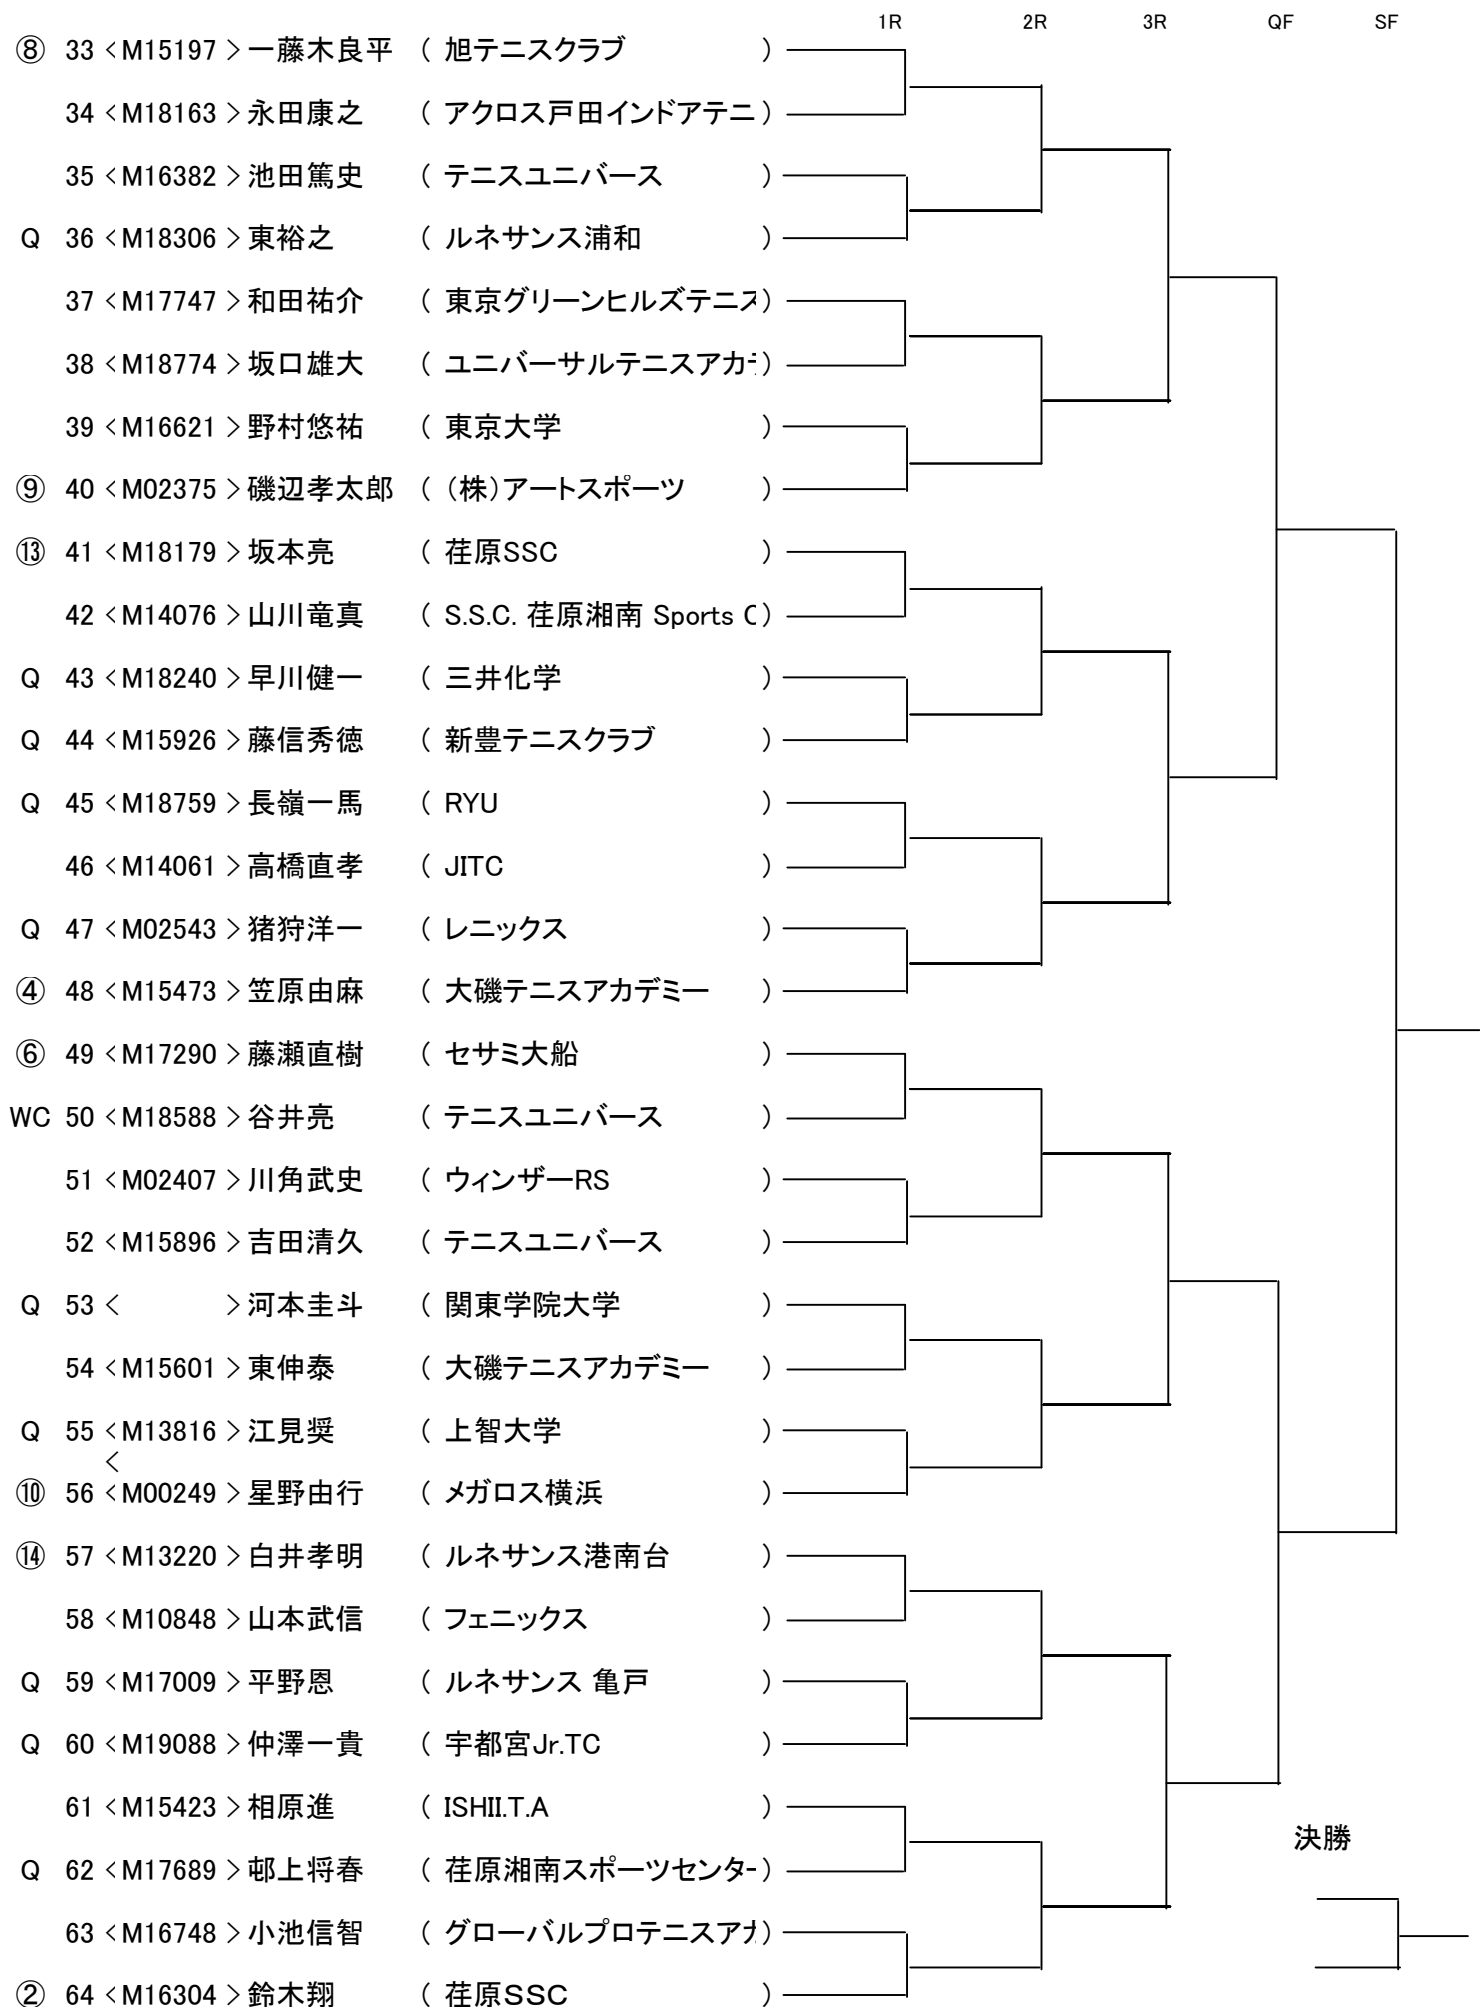 1R 2R 3R QF SF
⑧ 33 <M15197 > 一藤木良平 ( 旭テニスクラブ )
34 <M18163 > 永田康之 ( アクロス戸田インドアテニ )
35 <M16382 > 池田篤史 ( テニスユニバース )
Q 36 <M18306 > 東裕之 ( ルネサンス浦和 )
37 <M17747 > 和田祐介 ( 東京グリーンヒルズテニス )
38 <M18774 > 坂口雄大 ( ユニバーサルテニスアカデ )
39 <M16621 > 野村悠祐 ( 東京大学 )
⑨ 40 <M02375 > 磯辺孝太郎 ( (株)アートスポーツ )
⑬ 41 <M18179 > 坂本亮 ( 荏原SSC )
42 <M14076 > 山川竜真 ( S.S.C. 荏原湘南 Sports C )
Q 43 <M18240 > 早川健一 ( 三井化学 )
Q 44 <M15926 > 藤信秀徳 ( 新豊テニスクラブ )
Q 45 <M18759 > 長嶺一馬 ( RYU )
46 <M14061 > 高橋直孝 ( JITC )
Q 47 <M02543 > 猪狩洋一 ( レニックス )
④ 48 <M15473 > 笠原由麻 ( 大磯テニスアカデミー )
⑥ 49 <M17290 > 藤瀬直樹 ( セサミ大船 )
WC 50 <M18588 > 谷井亮 ( テニスユニバース )
51 <M02407 > 川角武史 ( ウィンザーRS )
52 <M15896 > 吉田清久 ( テニスユニバース )
Q 53 < > 河本圭斗 ( 関東学院大学 )
54 <M15601 > 東伸泰 ( 大磯テニスアカデミー )
Q 55 <M13816 > 江見奨 ( 上智大学 )
<
⑩ 56 <M00249 > 星野由行 ( メガロス横浜 )
⑭ 57 <M13220 > 白井孝明 ( ルネサンス港南台 )
58 <M10848 > 山本武信 ( フェニックス )
Q 59 <M17009 > 平野恩 ( ルネサンス 亀戸 )
Q 60 <M19088 > 仲澤一貴 ( 宇都宮Jr.TC )
61 <M15423 > 相原進 ( ISHII.T.A )
決勝
Q 62 <M17689 > 邨上将春 ( 荏原湘南スポーツセンター )
63 <M16748 > 小池信智 ( グローバルプロテニスアカ )
② 64 <M16304 > 鈴木翔 ( 荏原ＳＳＣ )